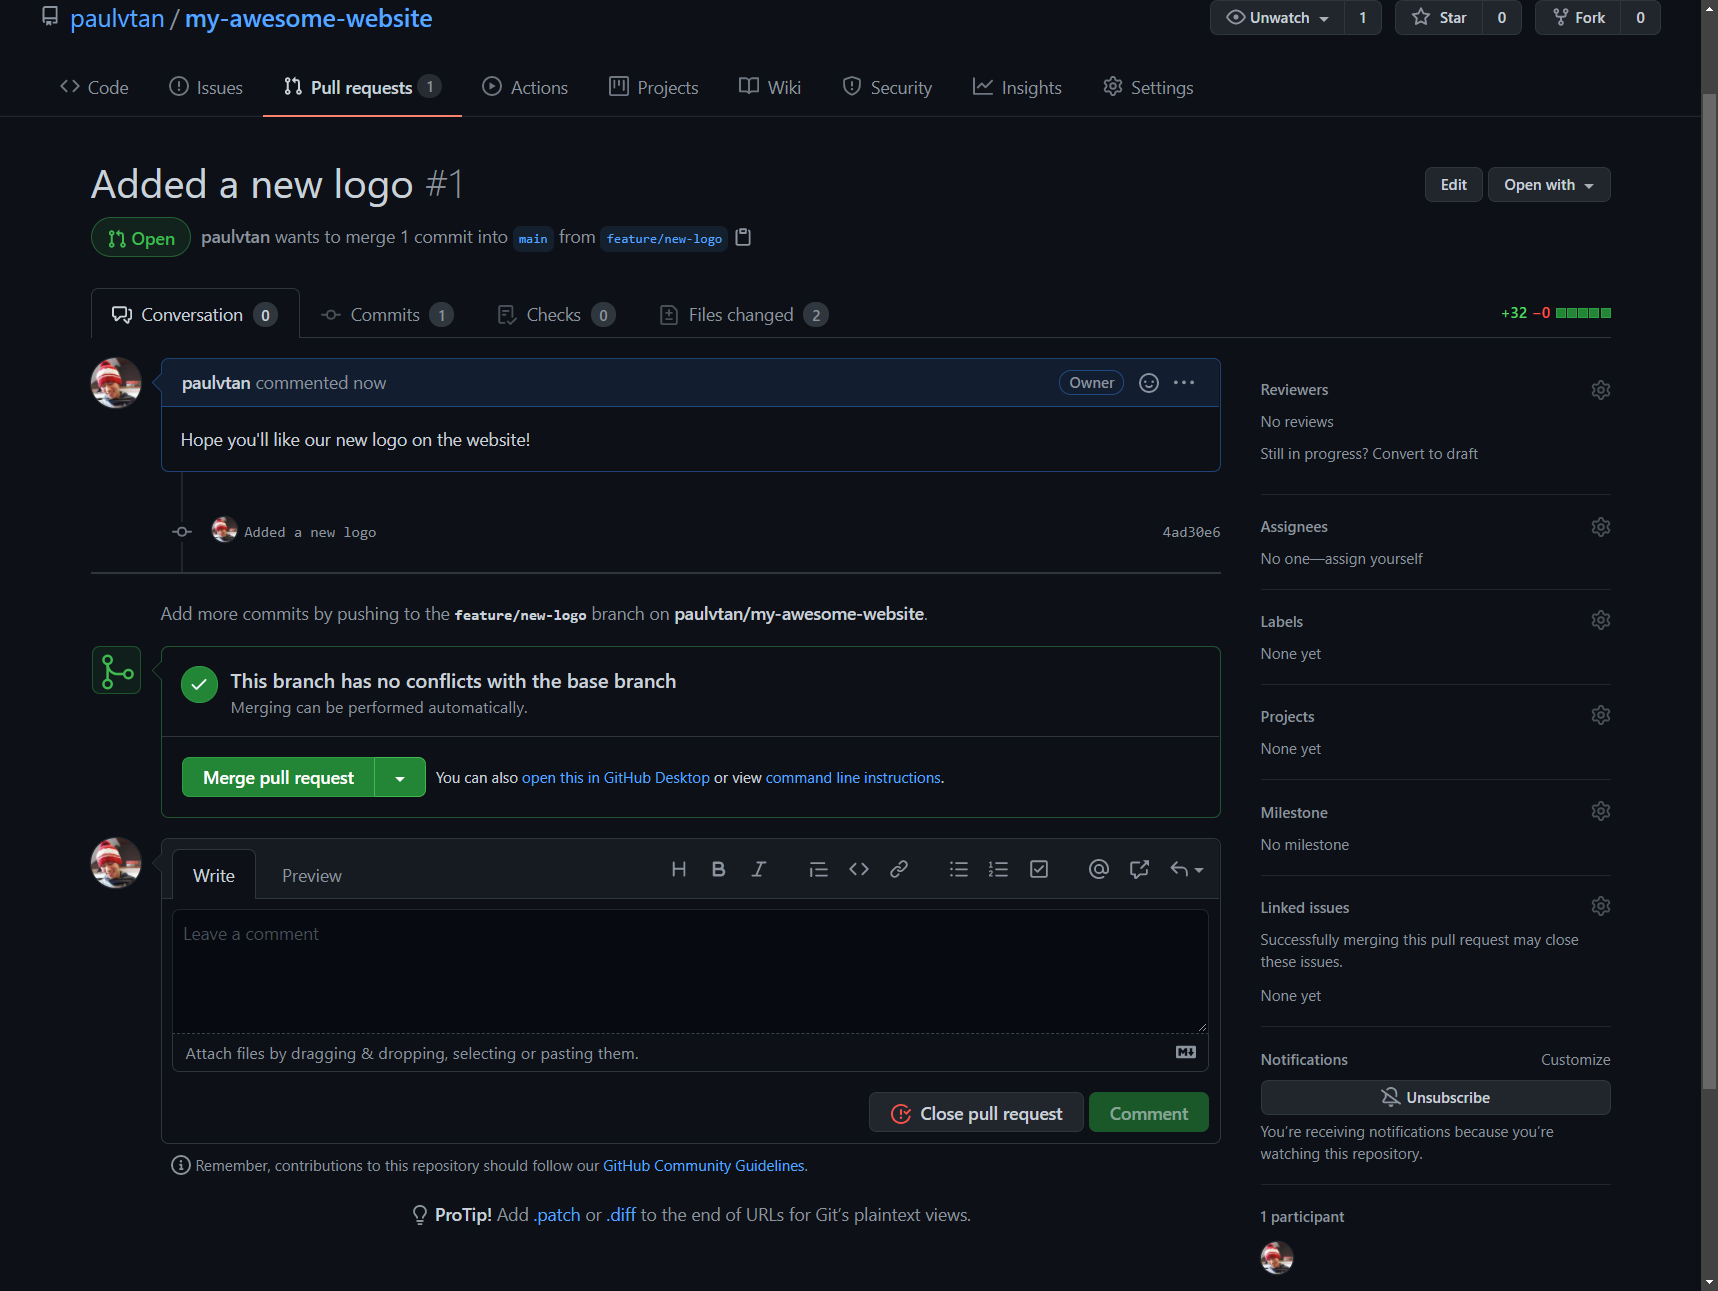 paulvtan / my-awesome-website
Unwatch 1 Star 0 Fork 0
Code Issues Pull requests 1 Actions Projects Wiki Security Insights Settings
Added a new logo #1
Edit Open with
Open paulvtan wants to merge 1 commit into main from feature/new-logo
Conversation 0 Commits 1 Checks 0 Files changed 2
+32 −0
paulvtan commented now
Owner
Hope you'll like our new logo on the website!
Added a new logo 4ad30e6
Add more commits by pushing to the feature/new-logo branch on paulvtan/my-awesome-website.
This branch has no conflicts with the base branch
Merging can be performed automatically.
Merge pull request You can also open this in GitHub Desktop or view command line instructions.
Write Preview
Leave a comment
Attach files by dragging & dropping, selecting or pasting them.
Close pull request Comment
Remember, contributions to this repository should follow our GitHub Community Guidelines.
ProTip! Add .patch or .diff to the end of URLs for Git’s plaintext views.
Reviewers
No reviews
Still in progress? Convert to draft
Assignees
No one—assign yourself
Labels
None yet
Projects
None yet
Milestone
No milestone
Linked issues
Successfully merging this pull request may close
these issues.
None yet
Notifications Customize
Unsubscribe
You’re receiving notifications because you’re
watching this repository.
1 participant